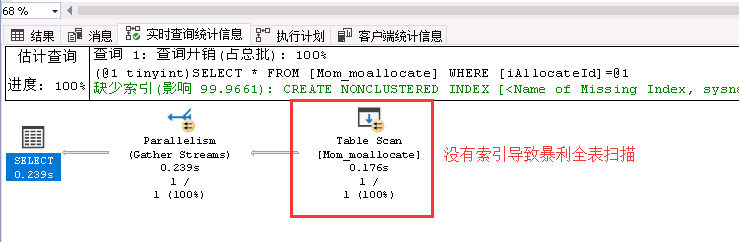 68 %
结果 消息 实时查询统计信息 执行计划 客户端统计信息
估计查询
进度: 100%
查询 1: 查询开销(占总批): 100%
(@1 tinyint)SELECT * FROM [Mom_moallocate] WHERE [iAllocateId]=@1
缺少索引(影响 99.9661): CREATE NONCLUSTERED INDEX [<Name of Missing Index, sysna
SELECT
0.239s
Parallelism
(Gather Streams)
0.239s
1 /
1 (100%)
Table Scan
[Mom_moallocate]
0.176s
1 /
1 (100%)
没有索引导致暴利全表扫描